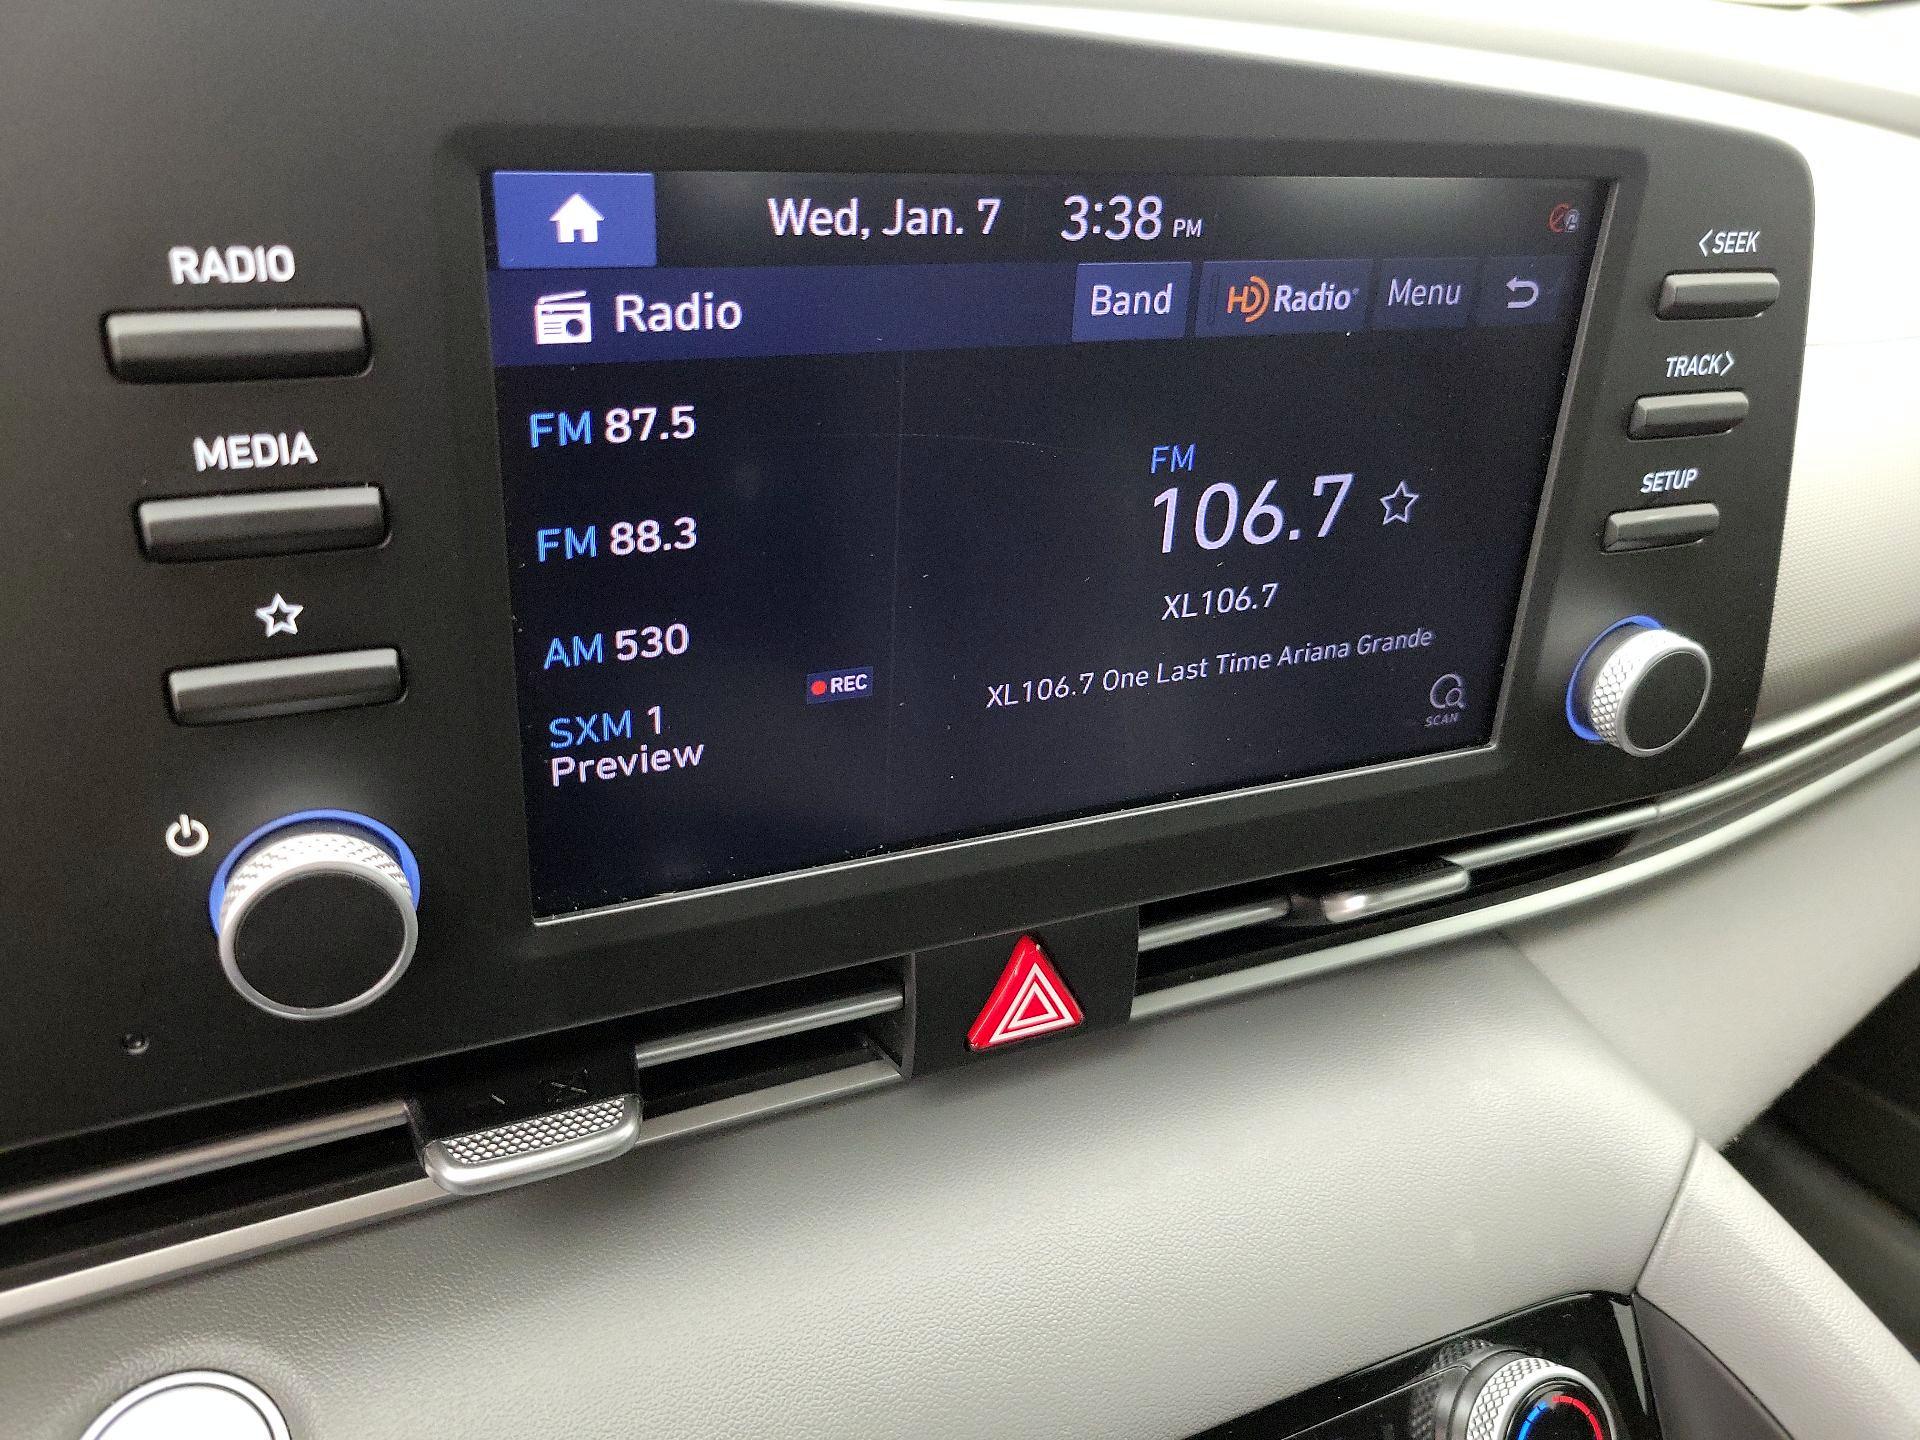 RADIO
MEDIA
Wed, Jan. 7 3:38 PM
Radio
Band
HD Radio
Menu
FM 87.5
FM 88.3
AM 530
SXM 1
Preview
REC
FM
106.7
XL106.7
XL106.7 One Last Time Ariana Grande
SCAN
<SEEK
TRACK>
SETUP